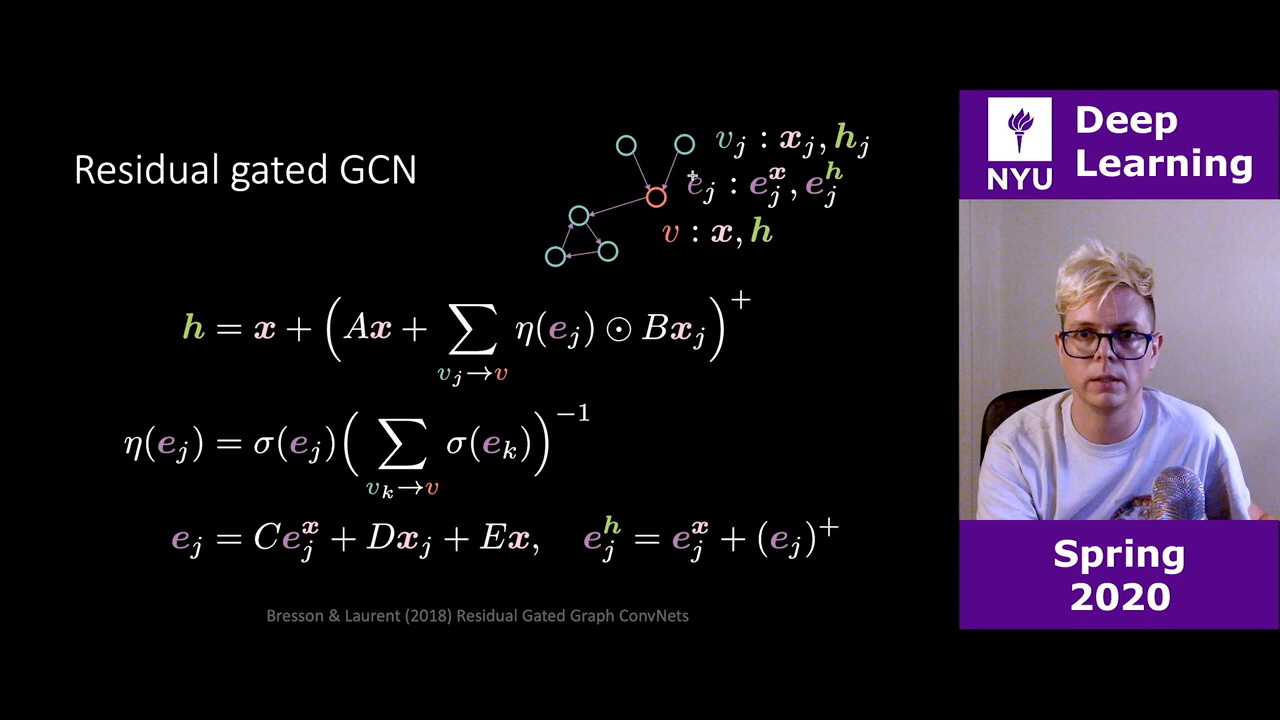 Residual gated GCN
v_j : x_j, h_j
e_j : e_j^x, e_j^h
v : x, h
h = x + (Ax + ∑_{v_j→v} η(e_j) ⊙ Bx_j)^+
η(e_j) = σ(e_j)(∑_{v_k→v} σ(e_k))^{−1}
e_j = Ce_j^x + Dx_j + Ex, e_j^h = e_j^x + (e_j)^+
Bresson & Laurent (2018) Residual Gated Graph ConvNets
NYU
Deep
Learning
Spring
2020